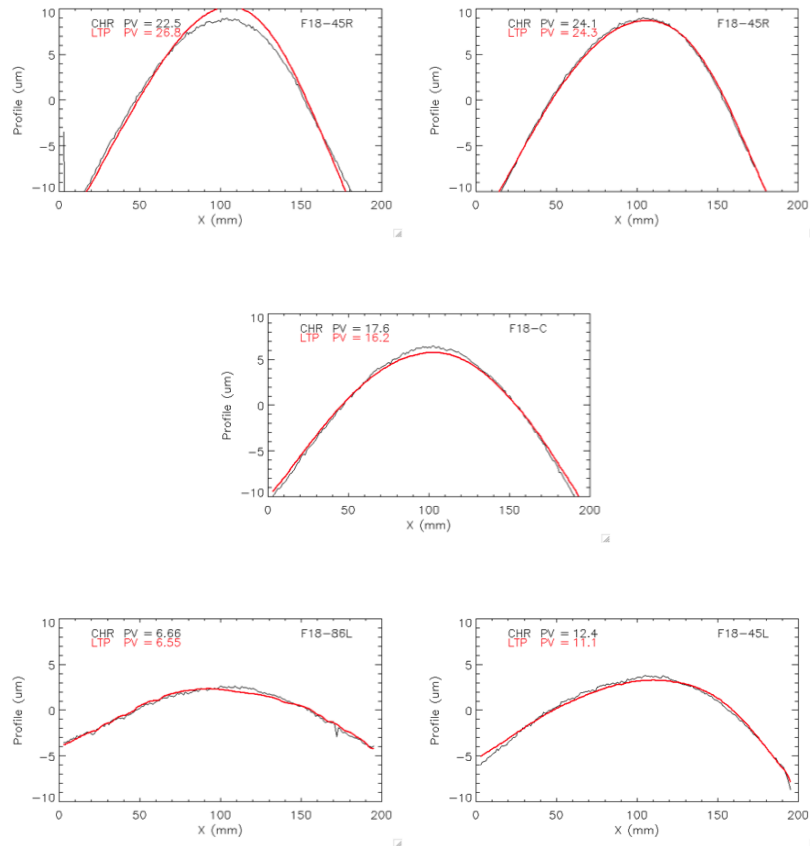 CHR PV = 22.5
LTP PV = 26.8
F18-45R
Profile (um)
10
5
0
-5
-10
0 50 100 150 200
X (mm)
CHR PV = 24.1
LTP PV = 24.3
F18-45R
Profile (um)
10
5
0
-5
-10
0 50 100 150 200
X (mm)
CHR PV = 17.6
LTP PV = 16.2
F18-C
Profile (um)
10
5
0
-5
-10
0 50 100 150 200
X (mm)
CHR PV = 6.66
LTP PV = 6.55
F18-86L
Profile (um)
10
5
0
-5
-10
0 50 100 150 200
X (mm)
CHR PV = 12.4
LTP PV = 11.1
F18-45L
Profile (um)
10
5
0
-5
-10
0 50 100 150 200
X (mm)